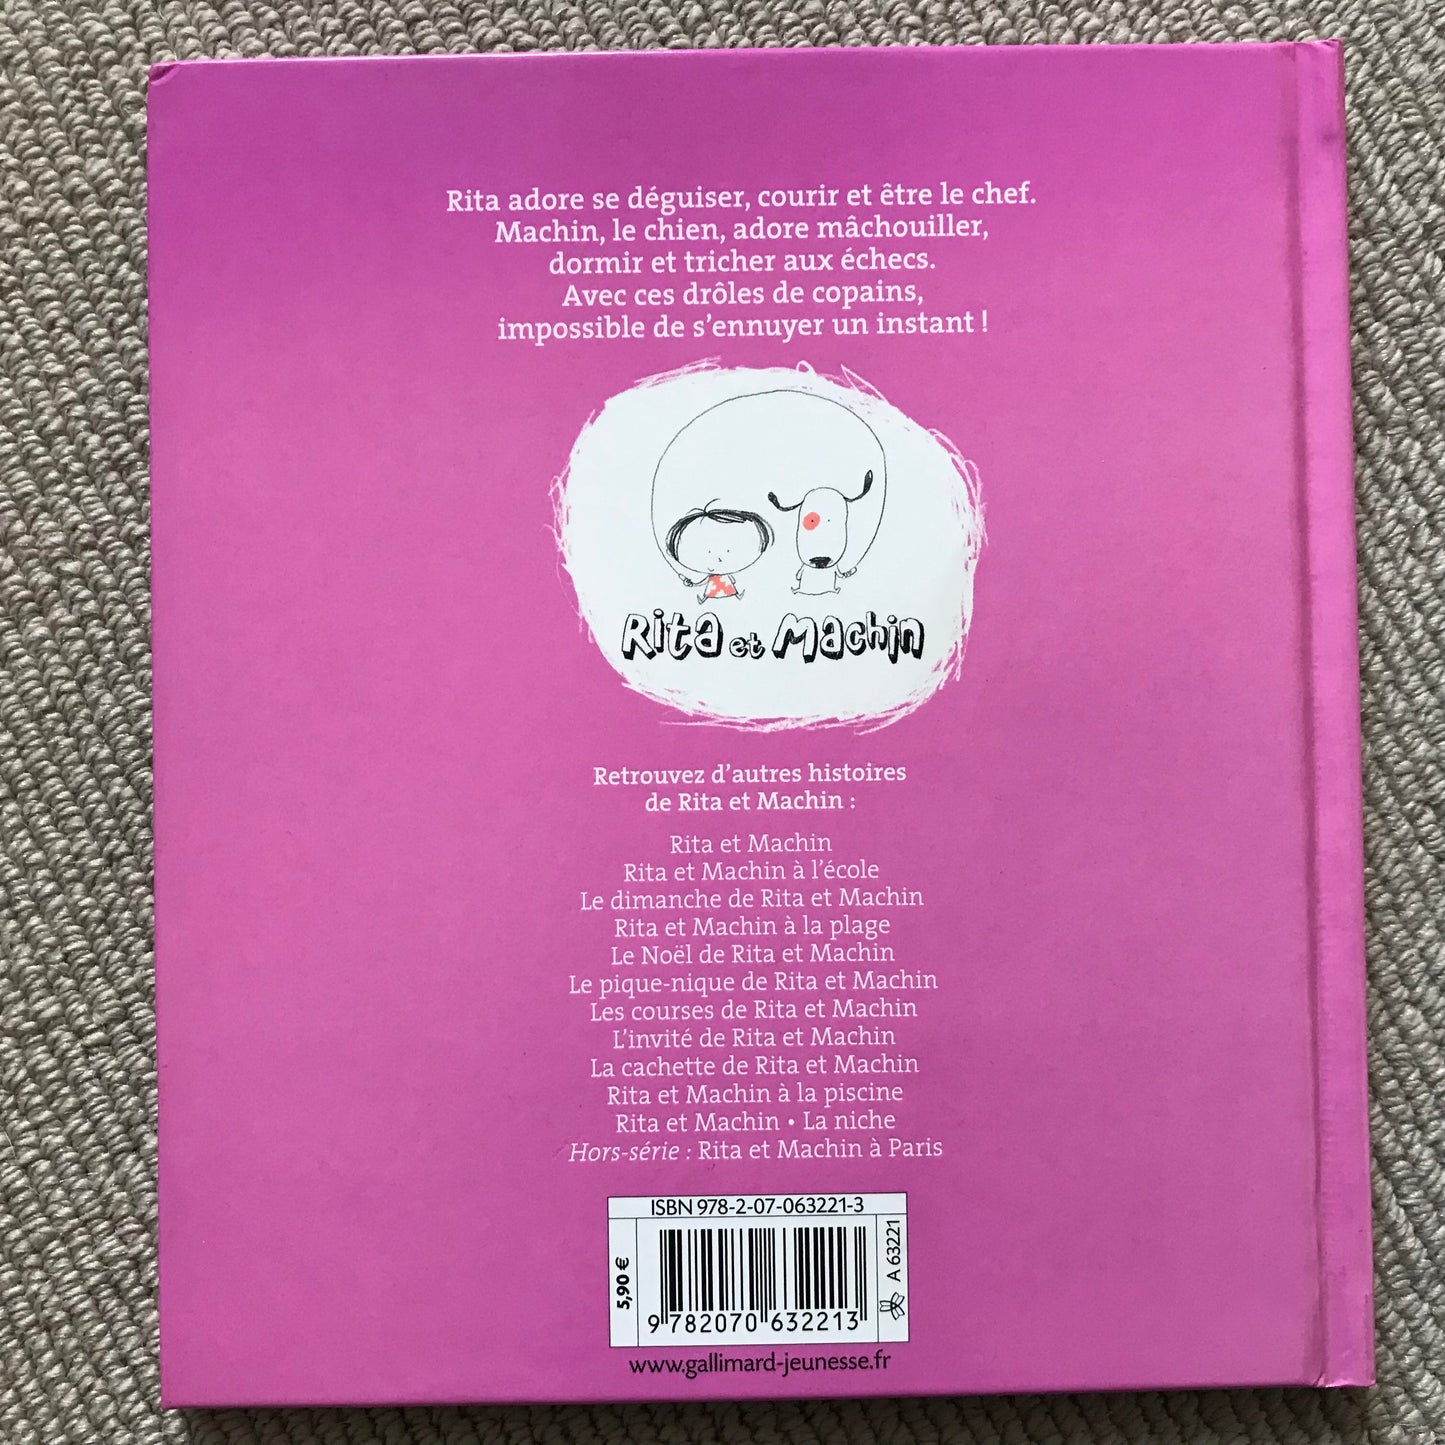 Rita adore se déguiser, courir et être le chef.
Machin, le chien, adore mâchouiller,
dormir et tricher aux échecs.
Avec ces drôles de copains,
impossible de s'ennuyer un instant !
Rita et Machin
Retrouvez d'autres histoires
de Rita et Machin :
Rita et Machin
Rita et Machin à l'école
Le dimanche de Rita et Machin
Rita et Machin à la plage
Le Noël de Rita et Machin
Le pique-nique de Rita et Machin
Les courses de Rita et Machin
L'invité de Rita et Machin
La cachette de Rita et Machin
Rita et Machin à la piscine
Rita et Machin • La niche
Hors-série : Rita et Machin à Paris
ISBN 978-2-07-063221-3
5,90 €
A 63221
9 782070 632213
www.gallimard-jeunesse.fr